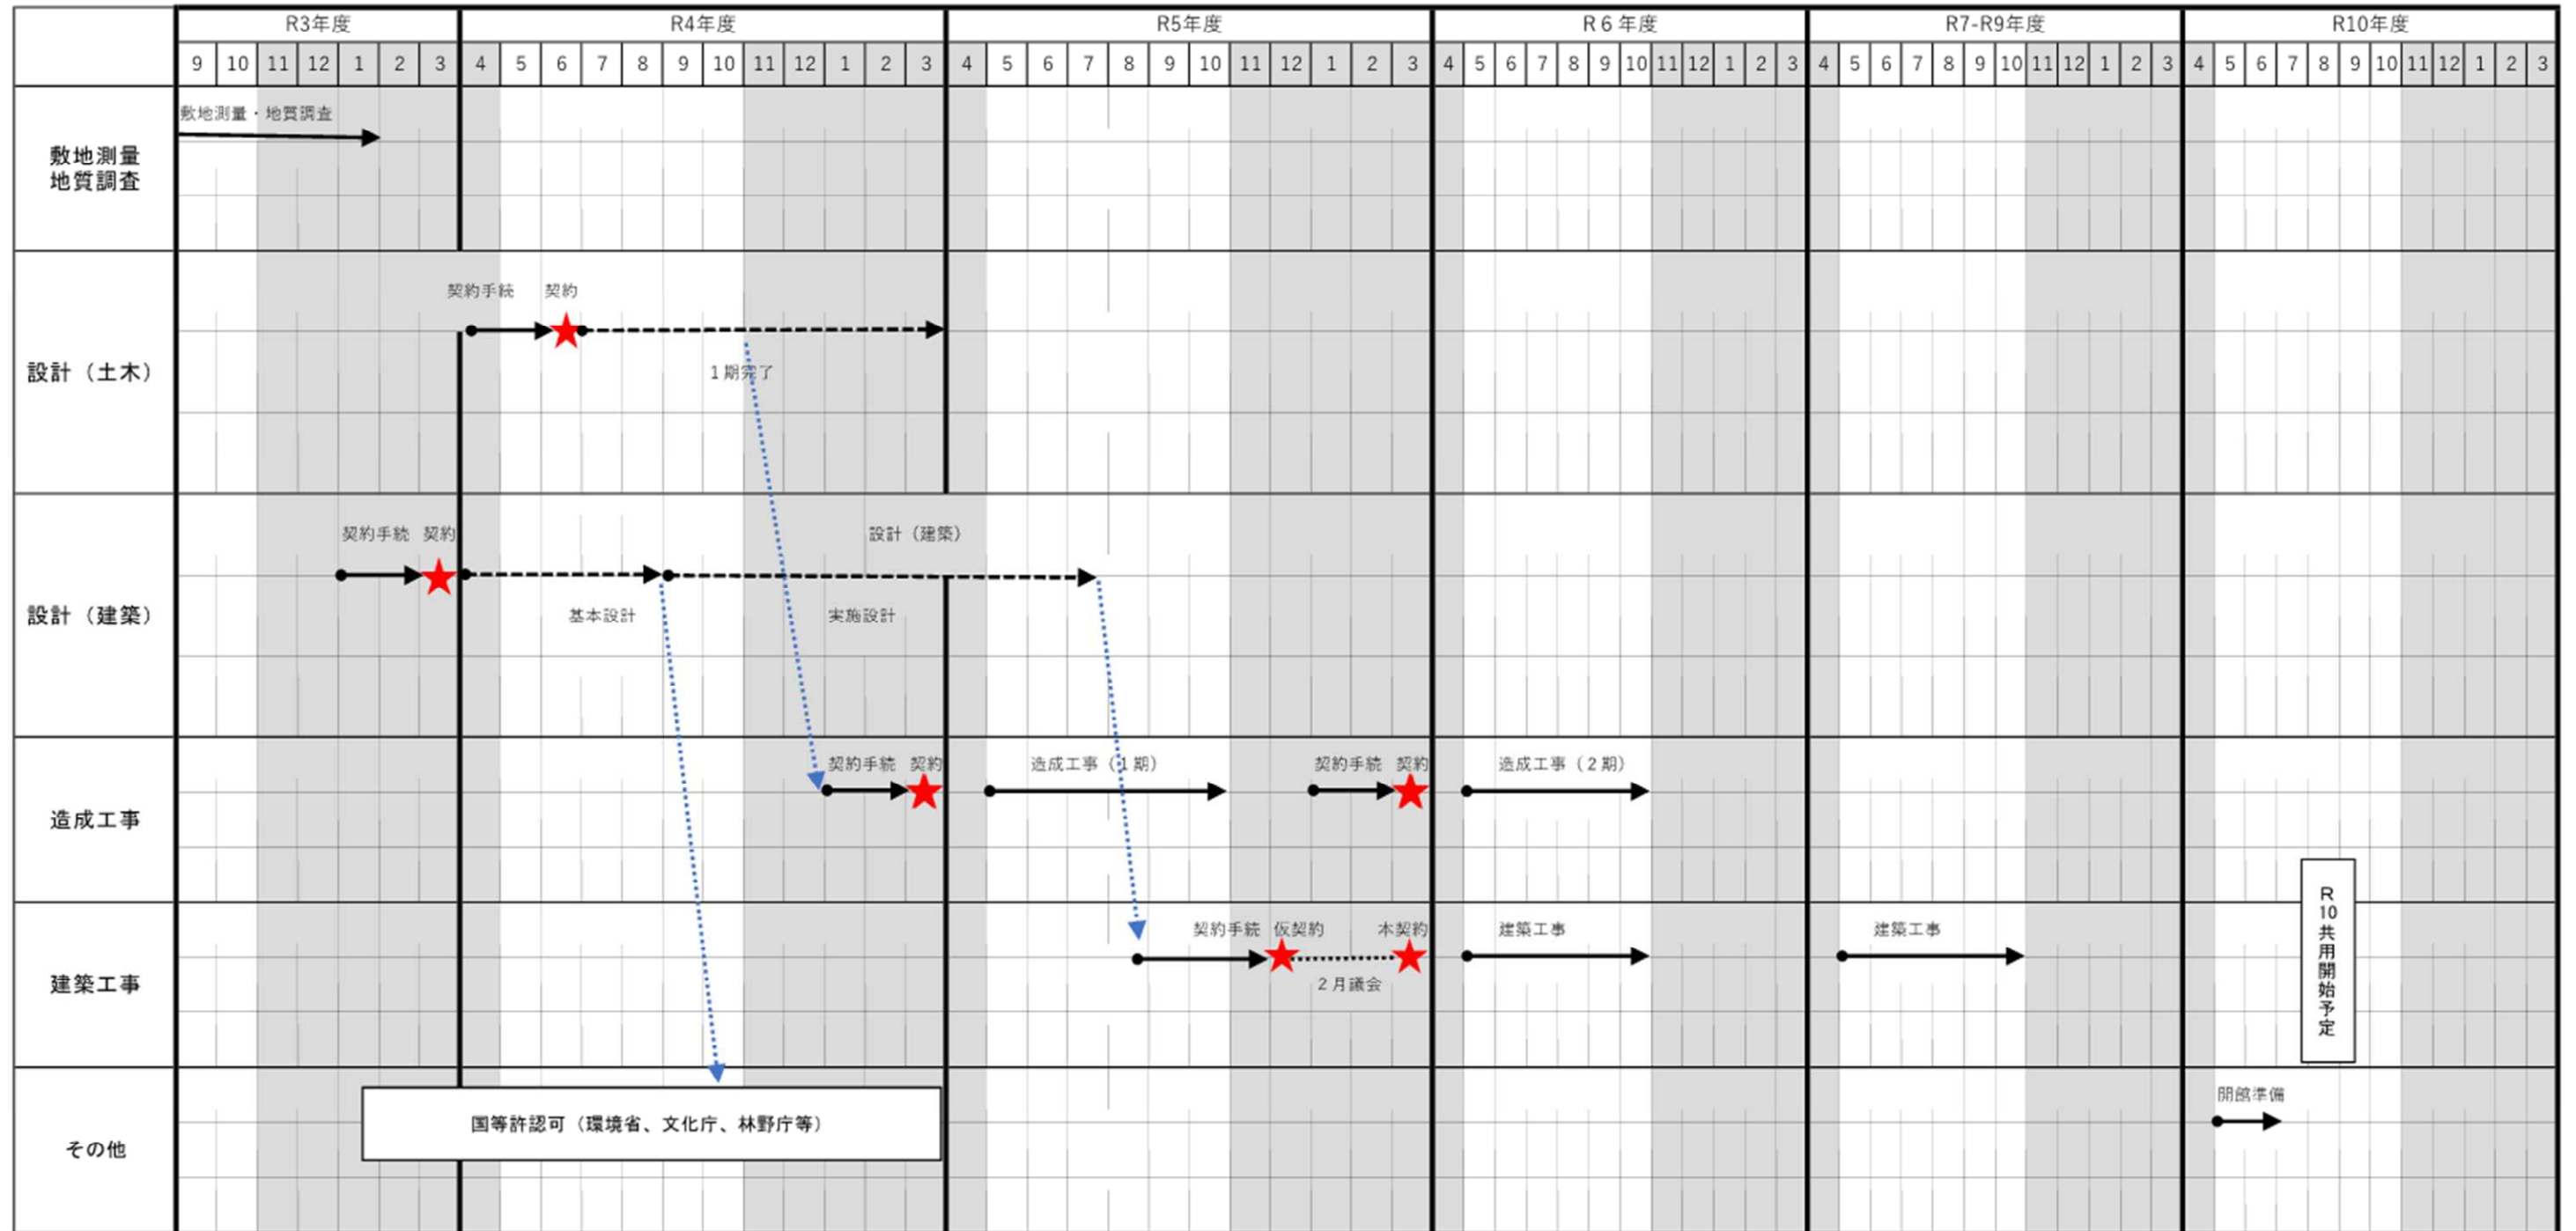 R3年度 R4年度 R5年度 R６年度 R7-R9年度 R10年度
9 10 11 12 1 2 3 4 5 6 7 8 9 10 11 12 1 2 3 4 5 6 7 8 9 10 11 12 1 2 3 4 5 6 7 8 9 10 11 12 1 2 3 4 5 6 7 8 9 10 11 12 1 2 3 4 5 6 7 8 9 10 11 12 1 2 3
敷地測量・地質調査
敷地測量
地質調査
契約手続 契約
１期完了
設計（土木）
契約手続 契約 設計（建築）
基本設計 実施設計
設計（建築）
契約手続 契約 造成工事（１期） 契約手続 契約 造成工事（２期）
造成工事
契約手続 仮契約 本契約 建築工事 建築工事
２月議会
建築工事
R
10
共
用
開
始
予
定
開館準備
国等許認可（環境省、文化庁、林野庁等）
その他